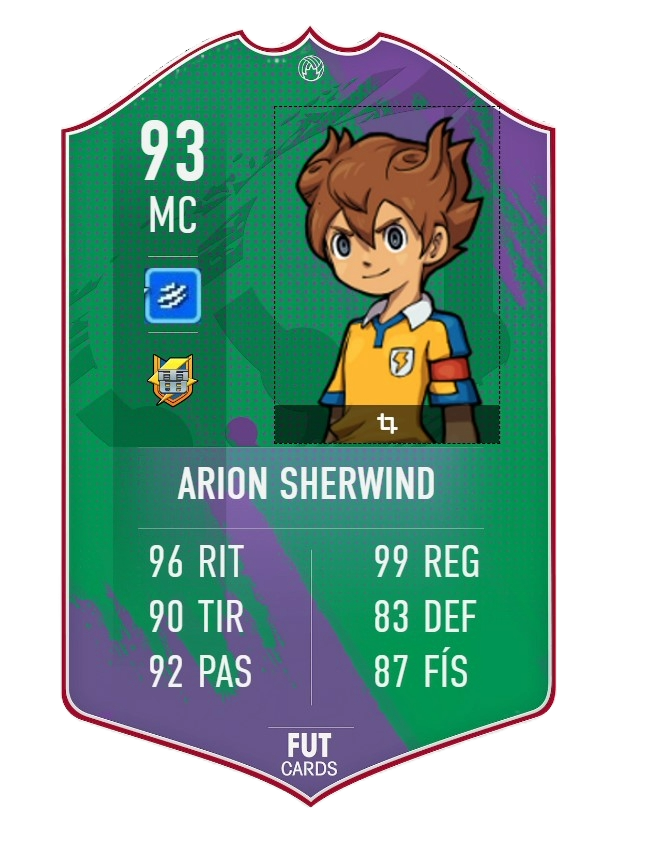 93
MC
ARION SHERWIND
96 RIT
90 TIR
92 PAS
99 REG
83 DEF
87 FÍS
FUT
CARDS